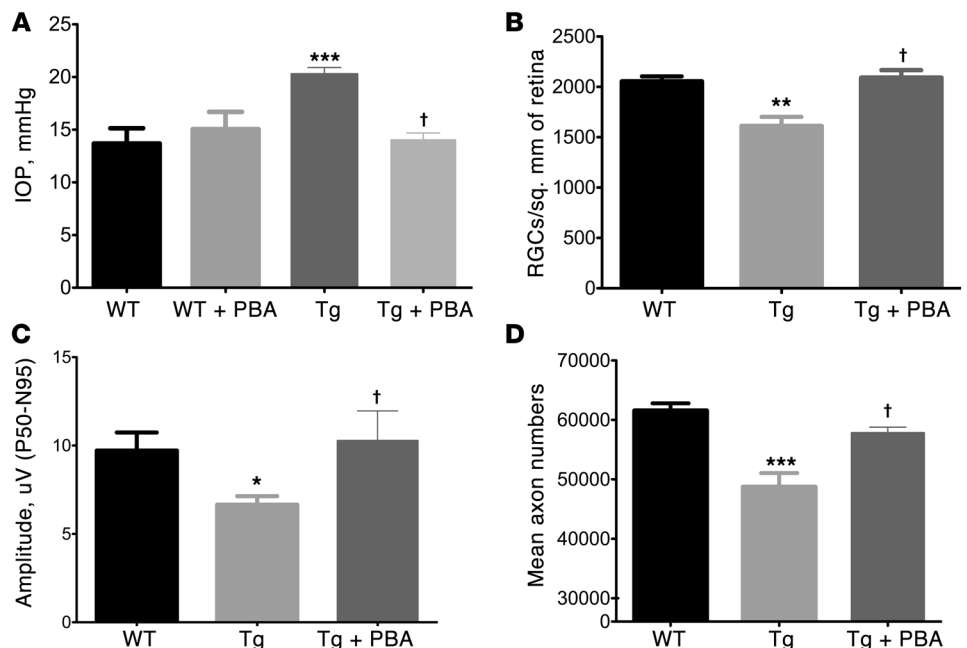 A
IOP, mmHg
25
20
15
10
5
0
***
†
WT
WT + PBA
Tg
Tg + PBA
B
RGCs/sq. mm of retina
2500
2000
1500
1000
500
0
**
†
WT
Tg
Tg + PBA
C
Amplitude, uV (P50-N95)
15
10
5
0
*
†
WT
Tg
Tg + PBA
D
Mean axon numbers
70000
60000
50000
40000
30000
0
***
†
WT
Tg
Tg + PBA